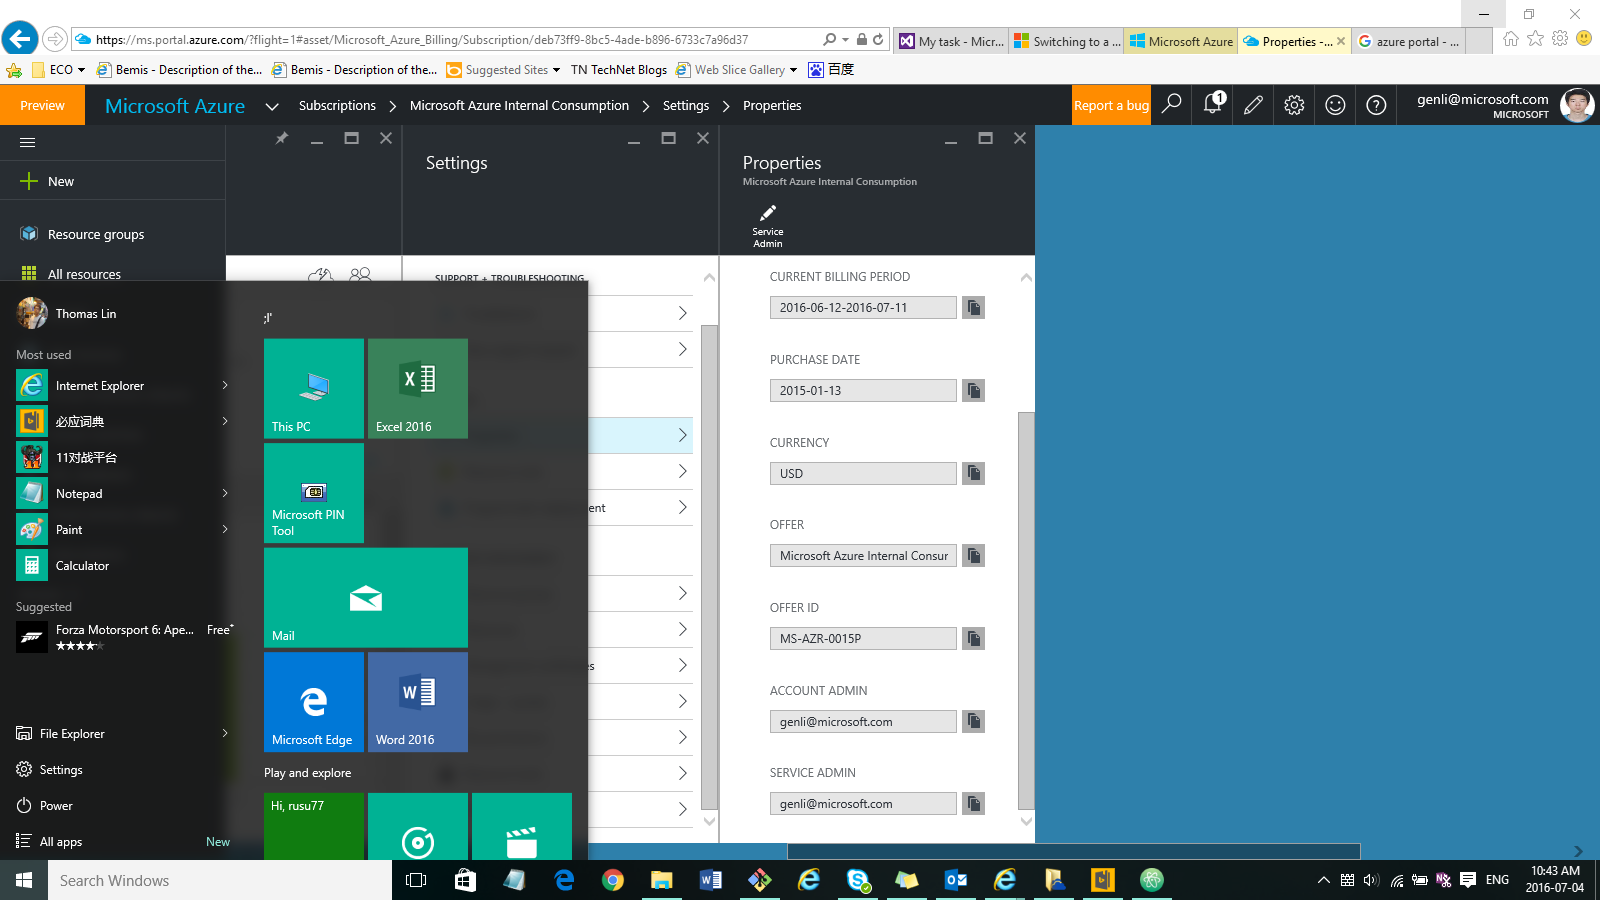 https://ms.portal.azure.com/?flight=1#asset/Microsoft_Azure_Billing/Subscription/deb73ff9-8bc5-4ade-b896-6733c7a96d37
My task - Micr...
Switching to a ...
Microsoft Azure
Properties - ...
azure portal - ...
ECO
Bemis - Description of the...
Bemis - Description of the...
Suggested Sites
TN TechNet Blogs
Web Slice Gallery
百度
Preview
Microsoft Azure
Subscriptions
Microsoft Azure Internal Consumption
Settings
Properties
Report a bug
1
genli@microsoft.com
MICROSOFT
New
Resource groups
All resources
Settings
SUPPORT + TROUBLESHOOTING
ent
es
Properties
Microsoft Azure Internal Consumption
Service
Admin
CURRENT BILLING PERIOD
2016-06-12-2016-07-11
PURCHASE DATE
2015-01-13
CURRENCY
USD
OFFER
Microsoft Azure Internal Consur
OFFER ID
MS-AZR-0015P
ACCOUNT ADMIN
genli@microsoft.com
SERVICE ADMIN
genli@microsoft.com
Thomas Lin
Most used
Internet Explorer
必应词典
11对战平台
Notepad
Paint
Calculator
Suggested
Forza Motorsport 6: Ape... Free*
File Explorer
Settings
Power
All apps New
;l'
This PC
Excel 2016
Microsoft PIN
Tool
Mail
Microsoft Edge
Word 2016
Play and explore
Hi, rusu77
Search Windows
ENG
10:43 AM
2016-07-04